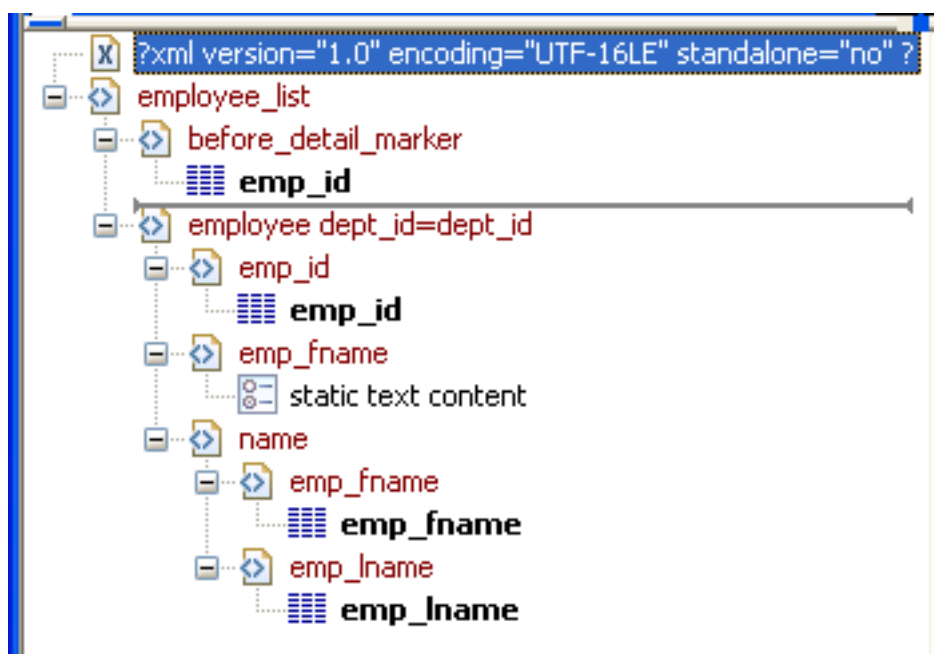 ?xml version="1.0" encoding="UTF-16LE" standalone="no" ?
employee_list
before_detail_marker
emp_id
employee dept_id=dept_id
emp_id
emp_id
emp_fname
static text content
name
emp_fname
emp_fname
emp_lname
emp_lname